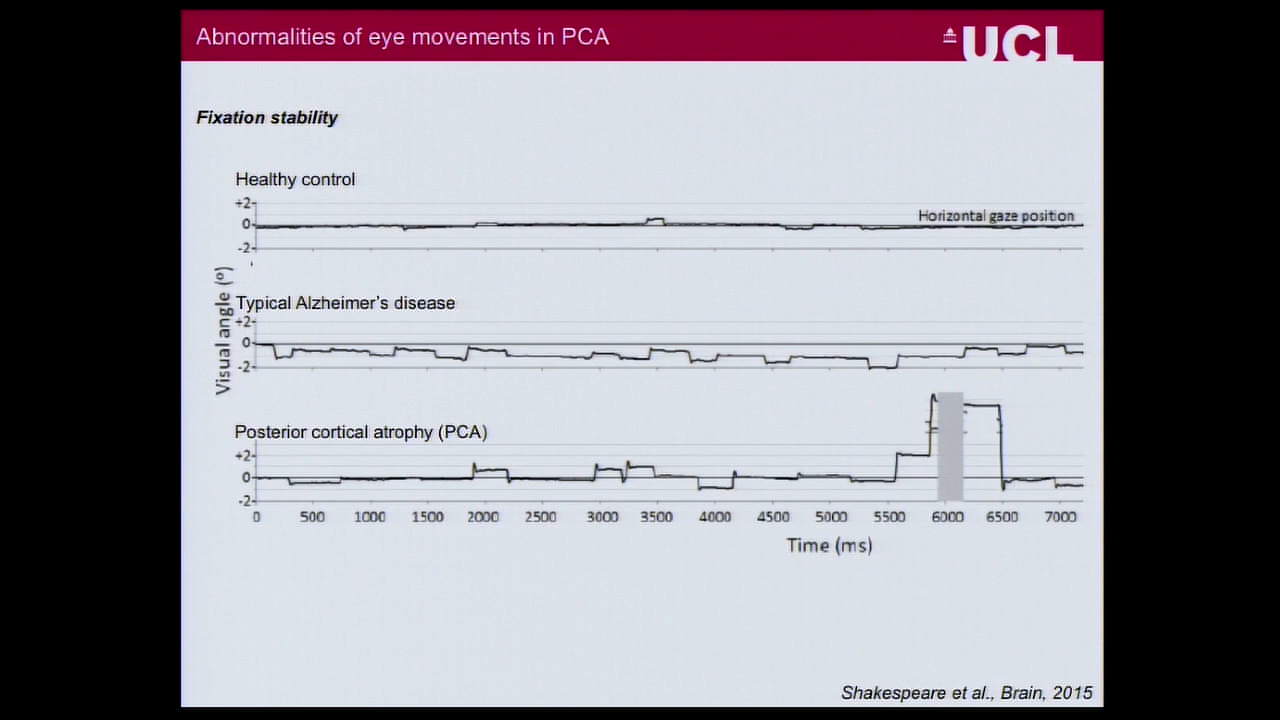 Abnormalities of eye movements in PCA
UCL
Fixation stability
Healthy control
+2
0
-2
Horizontal gaze position
Visual angle (º)
Typical Alzheimer's disease
+2
0
-2
Posterior cortical atrophy (PCA)
+2
0
-2
0 500 1000 1500 2000 2500 3000 3500 4000 4500 5000 5500 6000 6500 7000
Time (ms)
Shakespeare et al., Brain, 2015